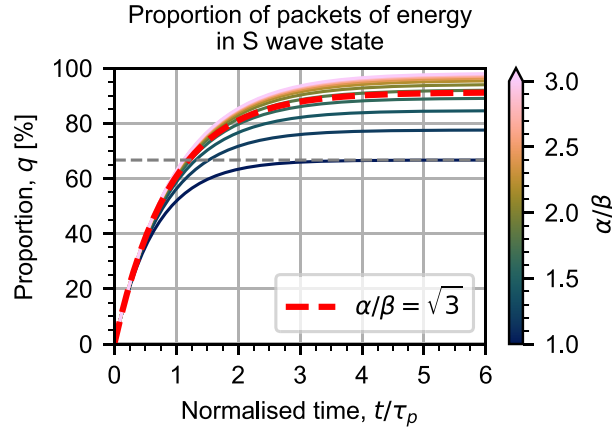 Proportion of packets of energy
in S wave state
100
80
60
40
20
0
Proportion, q [%]
0 1 2 3 4 5 6
Normalised time, t/τₚ
α/β = √3
3.0
2.5
2.0
1.5
1.0
α/β